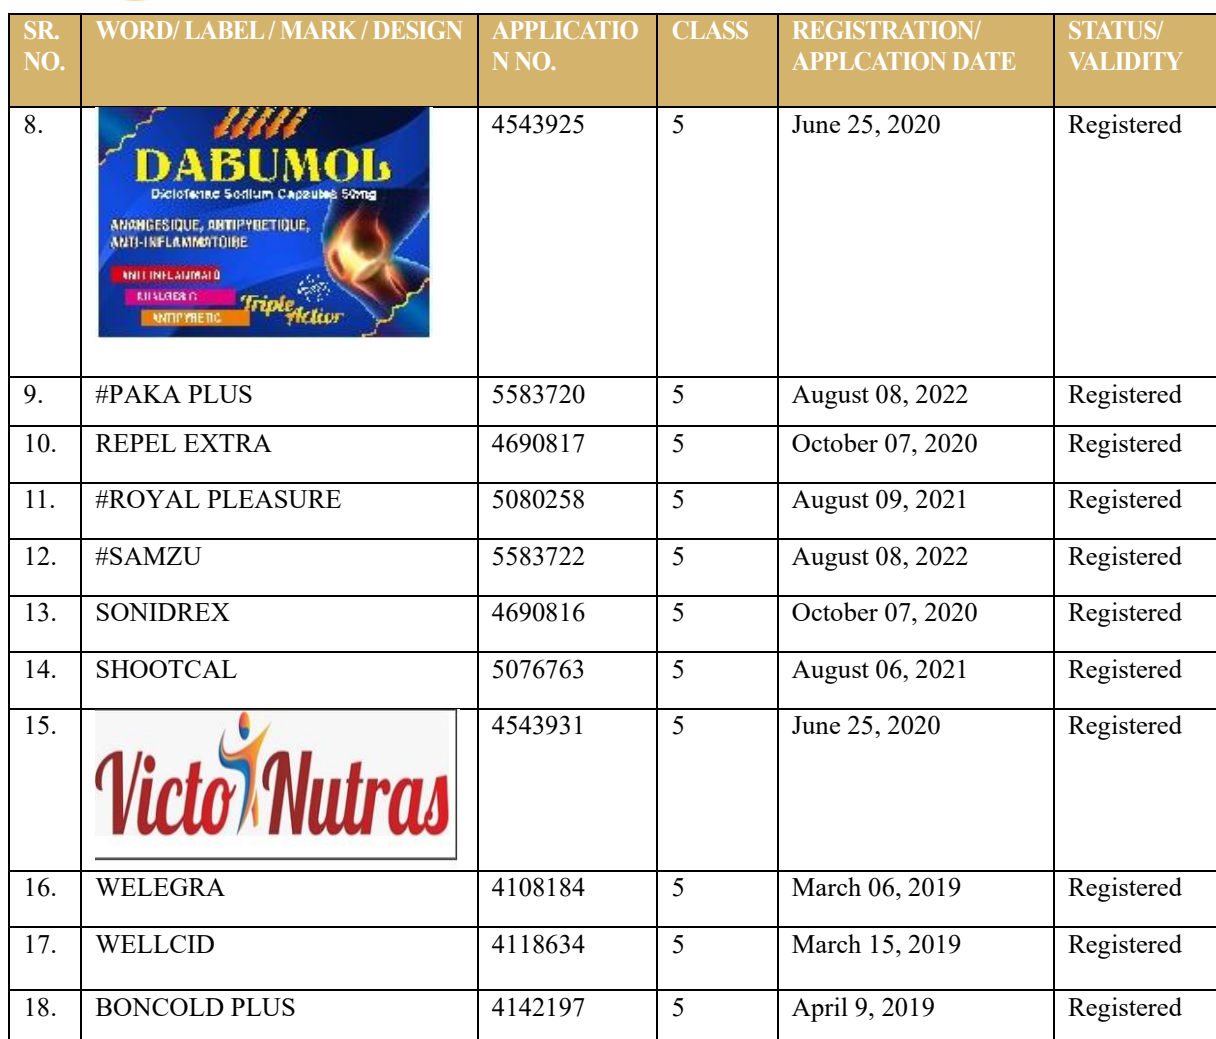 SR. NO. WORD/ LABEL / MARK / DESIGN APPLICATIO N NO. CLASS REGISTRATION/ APPLCATION DATE STATUS/ VALIDITY
8. 4543925 5 June 25, 2020 Registered
DABUMOL
Diclofenac Sodium Capsules 50mg
ANANGESIQUE, ANTIPYRETIQUE,
ANTI-INFLAMMATOIRE
ANTIPYRETIC
Triple
9. #PAKA PLUS 5583720 5 August 08, 2022 Registered
10. REPEL EXTRA 4690817 5 October 07, 2020 Registered
11. #ROYAL PLEASURE 5080258 5 August 09, 2021 Registered
12. #SAMZU 5583722 5 August 08, 2022 Registered
13. SONIDREX 4690816 5 October 07, 2020 Registered
14. SHOOTCAL 5076763 5 August 06, 2021 Registered
15. Victo Nutras 4543931 5 June 25, 2020 Registered
16. WELEGRA 4108184 5 March 06, 2019 Registered
17. WELLCID 4118634 5 March 15, 2019 Registered
18. BONCOLD PLUS 4142197 5 April 9, 2019 Registered